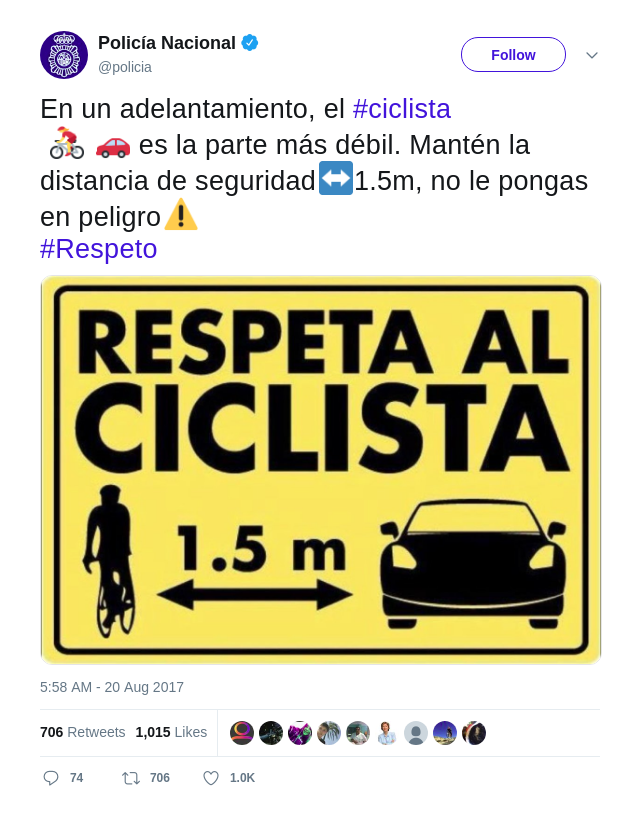 Policía Nacional
@policia
Follow
En un adelantamiento, el #ciclista
es la parte más débil. Mantén la
distancia de seguridad↔️1.5m, no le pongas
en peligro⚠️
#Respeto
RESPETA AL
CICLISTA
1.5 m
5:58 AM - 20 Aug 2017
706 Retweets 1,015 Likes
74 706 1.0K